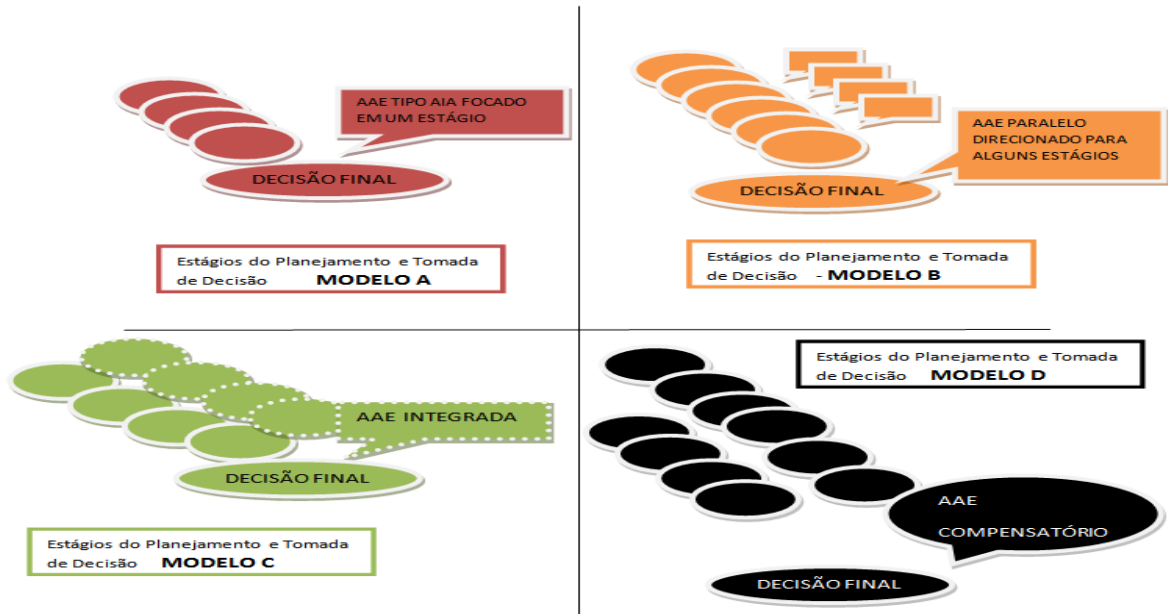 AAE TIPO AIA FOCADO
EM UM ESTÁGIO
DECISÃO FINAL
Estágios do Planejamento e Tomada
de Decisão MODELO A
AAE PARALELO
DIRECIONADO PARA
ALGUNS ESTÁGIOS
DECISÃO FINAL
Estágios do Planejamento e Tomada
de Decisão - MODELO B
AAE INTEGRADA
DECISÃO FINAL
Estágios do Planejamento e Tomada
de Decisão MODELO C
Estágios do Planejamento e Tomada
de Decisão MODELO D
AAE
COMPENSATÓRIO
DECISÃO FINAL